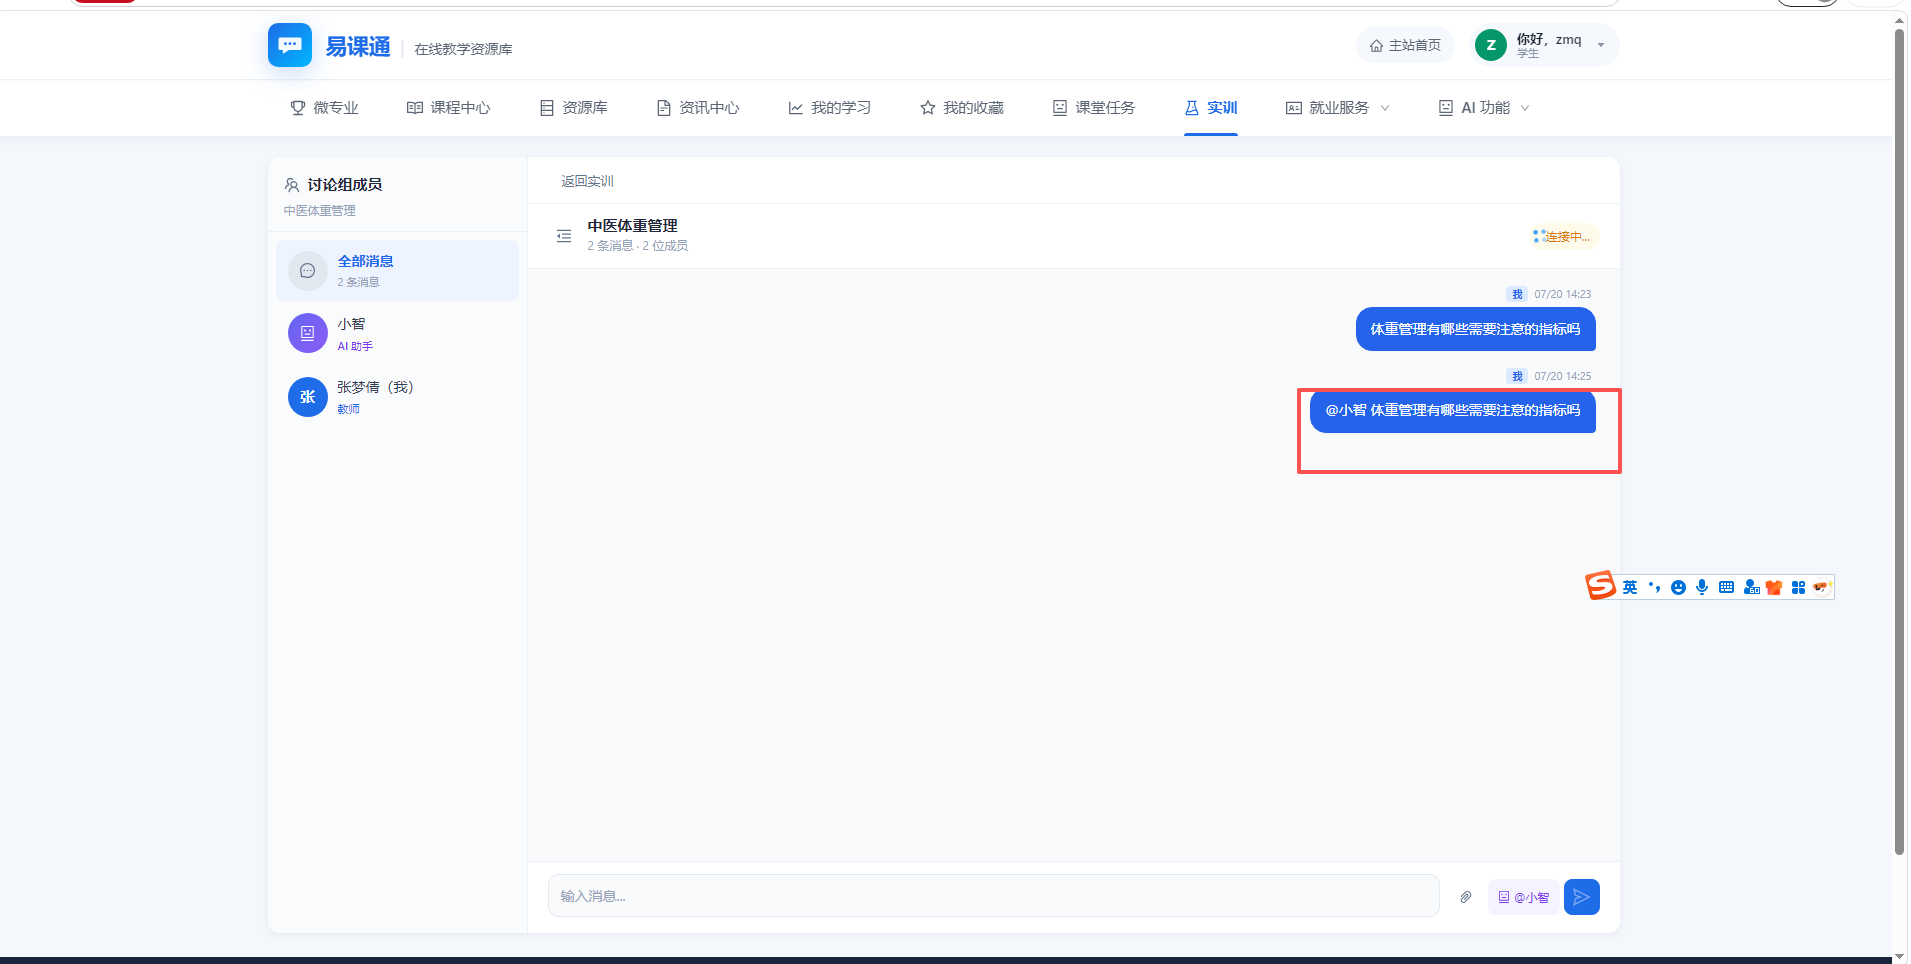 易课通
在线教学资源库
主站首页
Z
你好，zmq
学生
微专业
课程中心
资源库
资讯中心
我的学习
我的收藏
课堂任务
实训
就业服务
AI 功能
讨论组成员
中医体重管理
全部消息
2 条消息
小智
AI 助手
张
张梦倩（我）
教师
返回实训
中医体重管理
2 条消息 · 2 位成员
连接中...
我 07/20 14:23
体重管理有哪些需要注意的指标吗
我 07/20 14:25
@小智 体重管理有哪些需要注意的指标吗
S 英
输入消息...
@小智